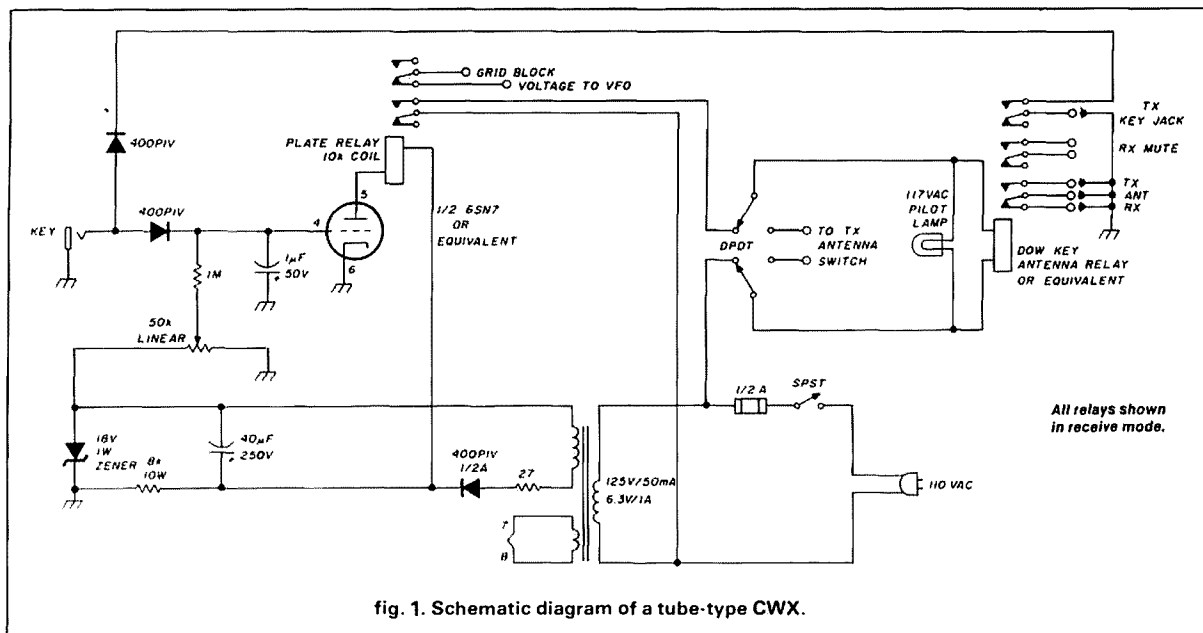 GRID BLOCK
VOLTAGE TO VFO
TX
KEY JACK
400PIV
PLATE RELAY
10k COIL
RX MUTE
5
400PIV
117VAC
PILOT
LAMP
TX
ANT
RX
KEY
4
1/2 6SN7
OR
EQUIVALENT
TO TX
ANTENNA
SWITCH
DPDT
6
1M
1µF
50V
DOW KEY
ANTENNA RELAY
OR EQUIVALENT
50k
LINEAR
1/2 A
SPST
All relays shown
in receive mode.
18V
1W
ZENER
40µF
250V
8k
10W
400PIV
1/2A
27
125V/50mA
6.3V/1A
110 VAC
7
8
fig. 1. Schematic diagram of a tube-type CWX.